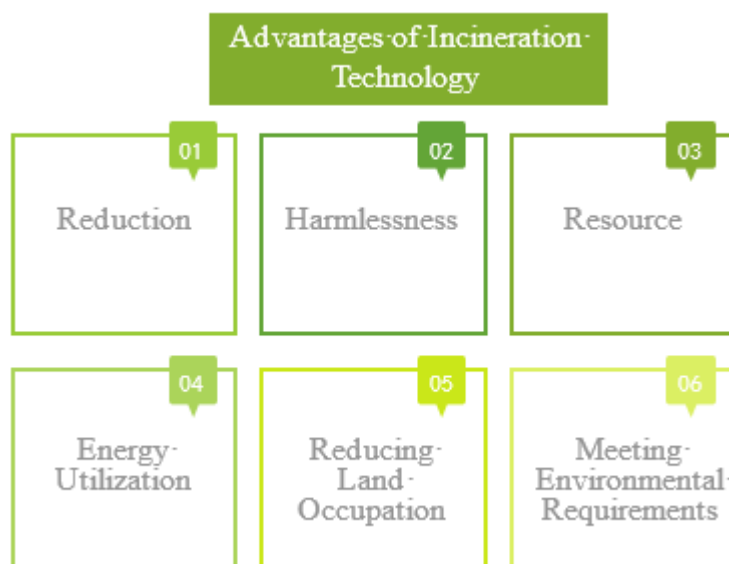 Advantages·of·Incineration·
Technology
01
Reduction
02
Harmlessness
03
Resource
04
Energy·
Utilization
05
Reducing·
Land·
Occupation
06
Meeting·
Environmental·
Requirements